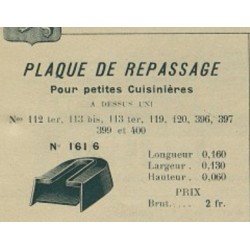 PLAQUE DE REPASSAGE
Pour petites Cuisinières
A DESSUS UNI
Nos 112 ter, 113 bis, 113 ter, 119, 120, 396, 397
399 et 400
No 161 6
Longueur 0,160
Largeur . 0,130
Hauteur . 0,060
PRIX
Brut..... 2 fr.